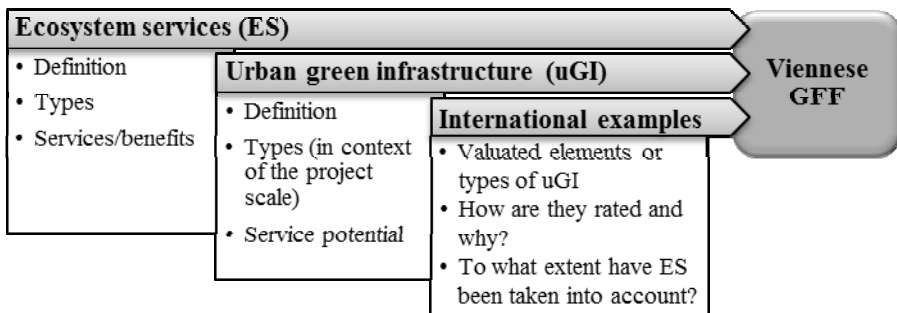 Ecosystem services (ES)
• Definition
• Types
• Services/benefits
Urban green infrastructure (uGI)
• Definition
• Types (in context
of the project
scale)
• Service potential
International examples
• Valuated elements or
types of uGI
• How are they rated and
why?
• To what extent have ES
been taken into account?
Viennese
GFF